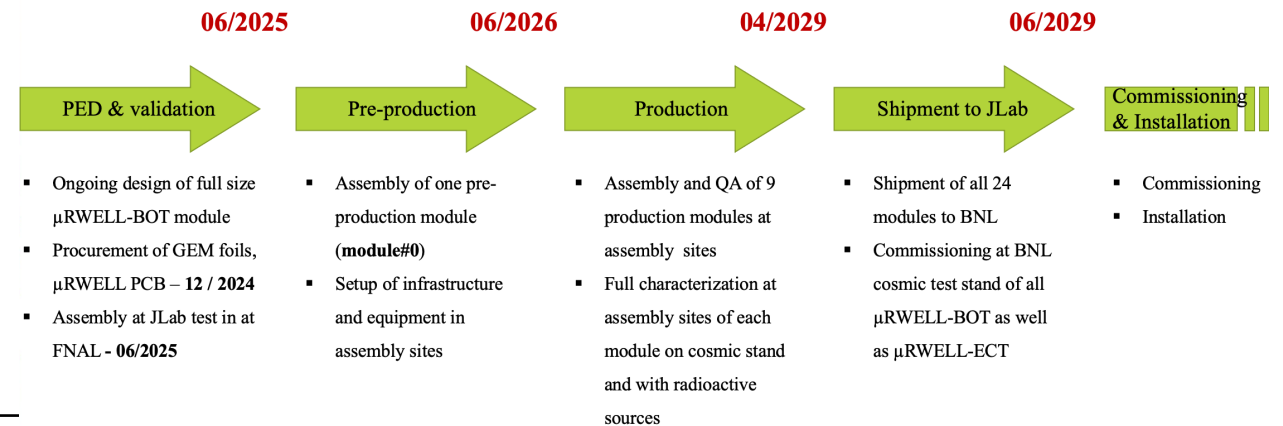 06/2025
06/2026
04/2029
06/2029
PED & validation
Pre-production
Production
Shipment to JLab
Commissioning
& Installation
▪ Ongoing design of full size
µRWELL-BOT module
▪ Procurement of GEM foils,
µRWELL PCB – 12 / 2024
▪ Assembly at JLab test in at
FNAL - 06/2025
▪ Assembly of one pre-
production module
(module#0)
▪ Setup of infrastructure
and equipment in
assembly sites
▪ Assembly and QA of 9
production modules at
assembly sites
▪ Full characterization at
assembly sites of each
module on cosmic stand
and with radioactive
sources
▪ Shipment of all 24
modules to BNL
▪ Commissioning at BNL
cosmic test stand of all
µRWELL-BOT as well
as µRWELL-ECT
▪ Commissioning
▪ Installation